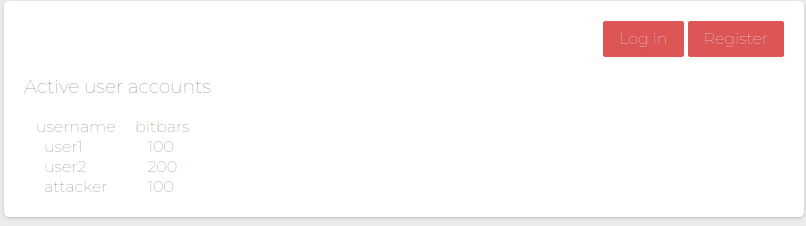 Log in Register
Active user accounts
username bitbars
user1 100
user2 200
attacker 100